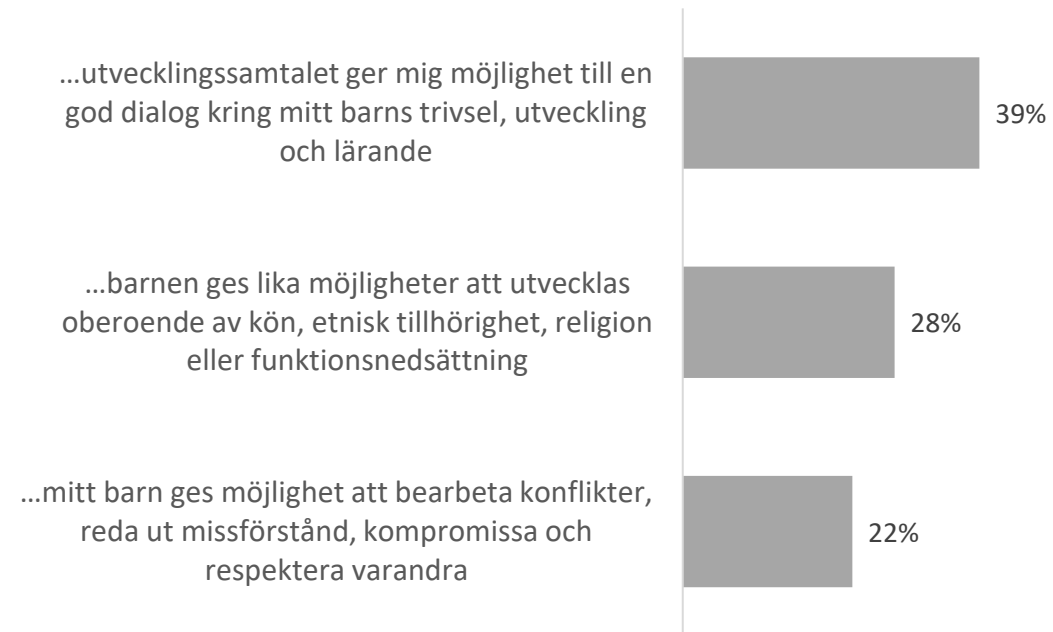 ...utvecklingssamtalet ger mig möjlighet till en
god dialog kring mitt barns trivsel, utveckling
och lärande
39%
...barnen ges lika möjligheter att utvecklas
oberoende av kön, etnisk tillhörighet, religion
eller funktionsnedsättning
28%
...mitt barn ges möjlighet att bearbeta konflikter,
reda ut missförstånd, kompromissa och
respektera varandra
22%